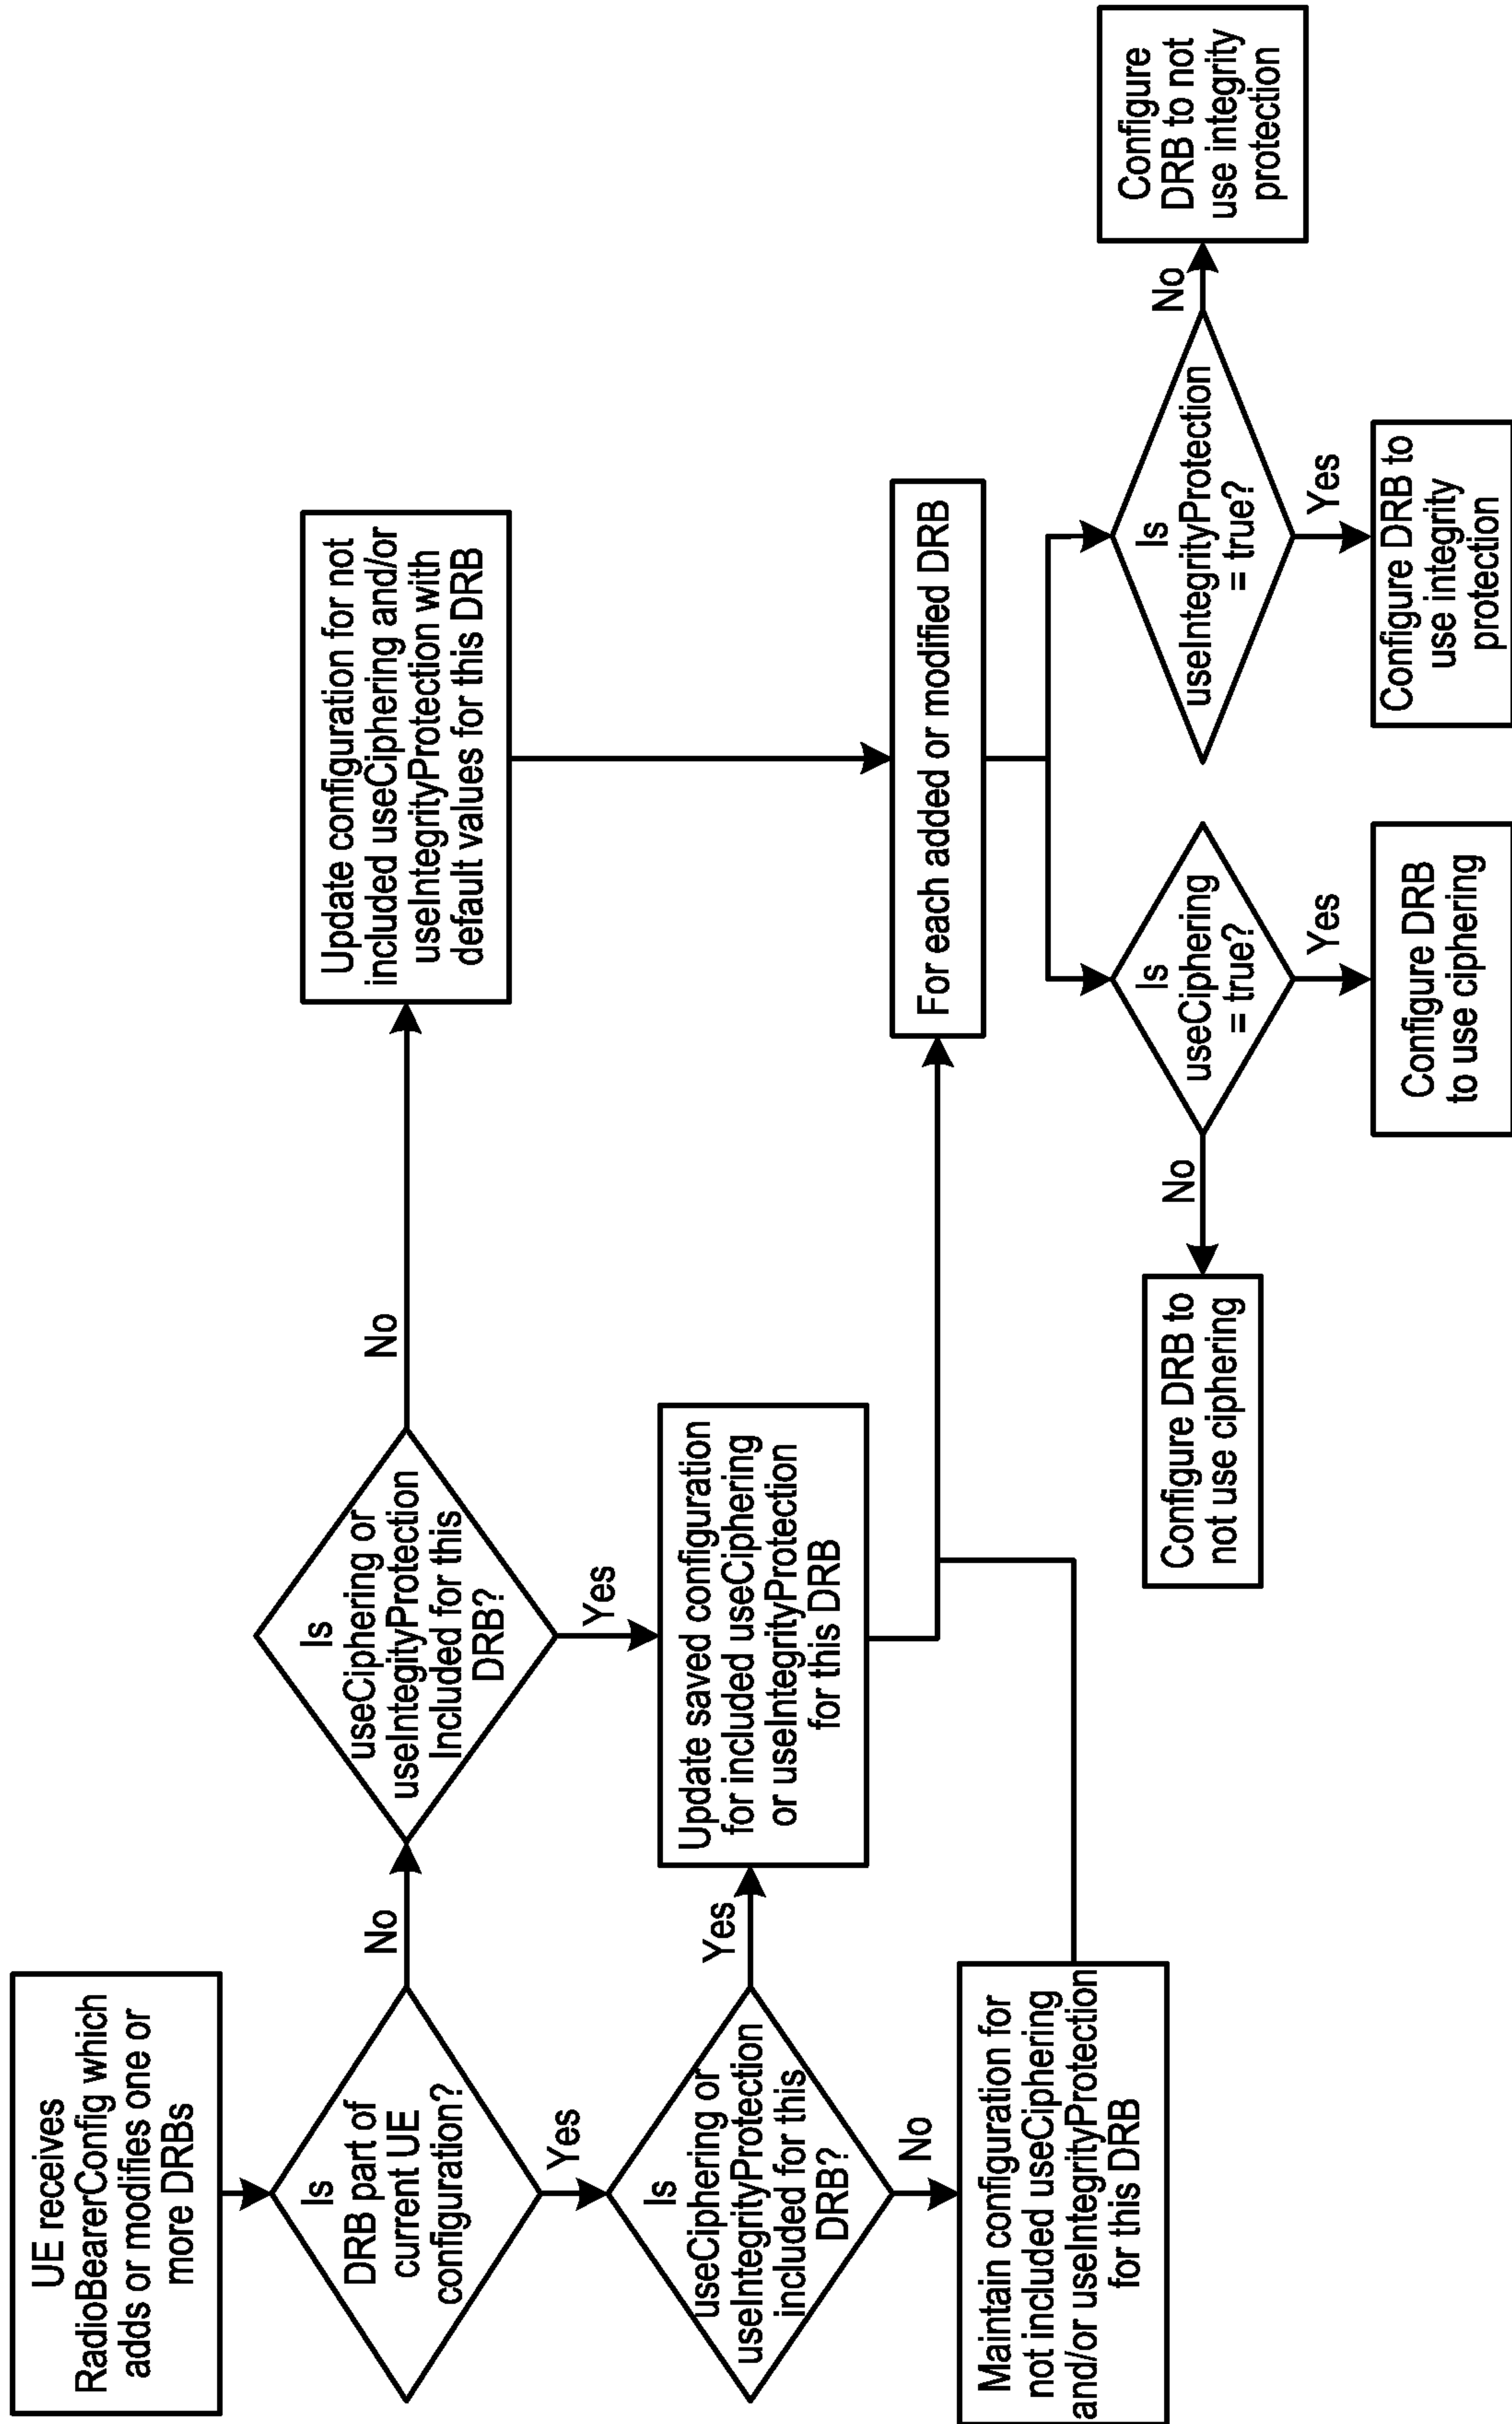 UE receives
RadioBearerConfig which
adds or modifies one or
more DRBs
Is
DRB part of
current UE
configuration?
No
Is
useCiphering or
useIntegityProtection
Included for this
DRB?
No
Update configuration for not
included useCiphering and/or
useIntegrityProtection with
default values for this DRB
Yes
Yes
Is
useCiphering or
useIntegrityProtection
included for this
DRB?
Yes
Update saved configuration
for included useCiphering
or useIntegrityProtection
for this DRB
No
Maintain configuration for
not included useCiphering
and/or useIntegrityProtection
for this DRB
For each added or modified DRB
Is
useCiphering
= true?
No
Configure DRB to
not use ciphering
Yes
Configure DRB
to use ciphering
Is
useIntegrityProtection
= true?
No
Configure
DRB to not
use integrity
protection
Yes
Configure DRB to
use integrity
protection